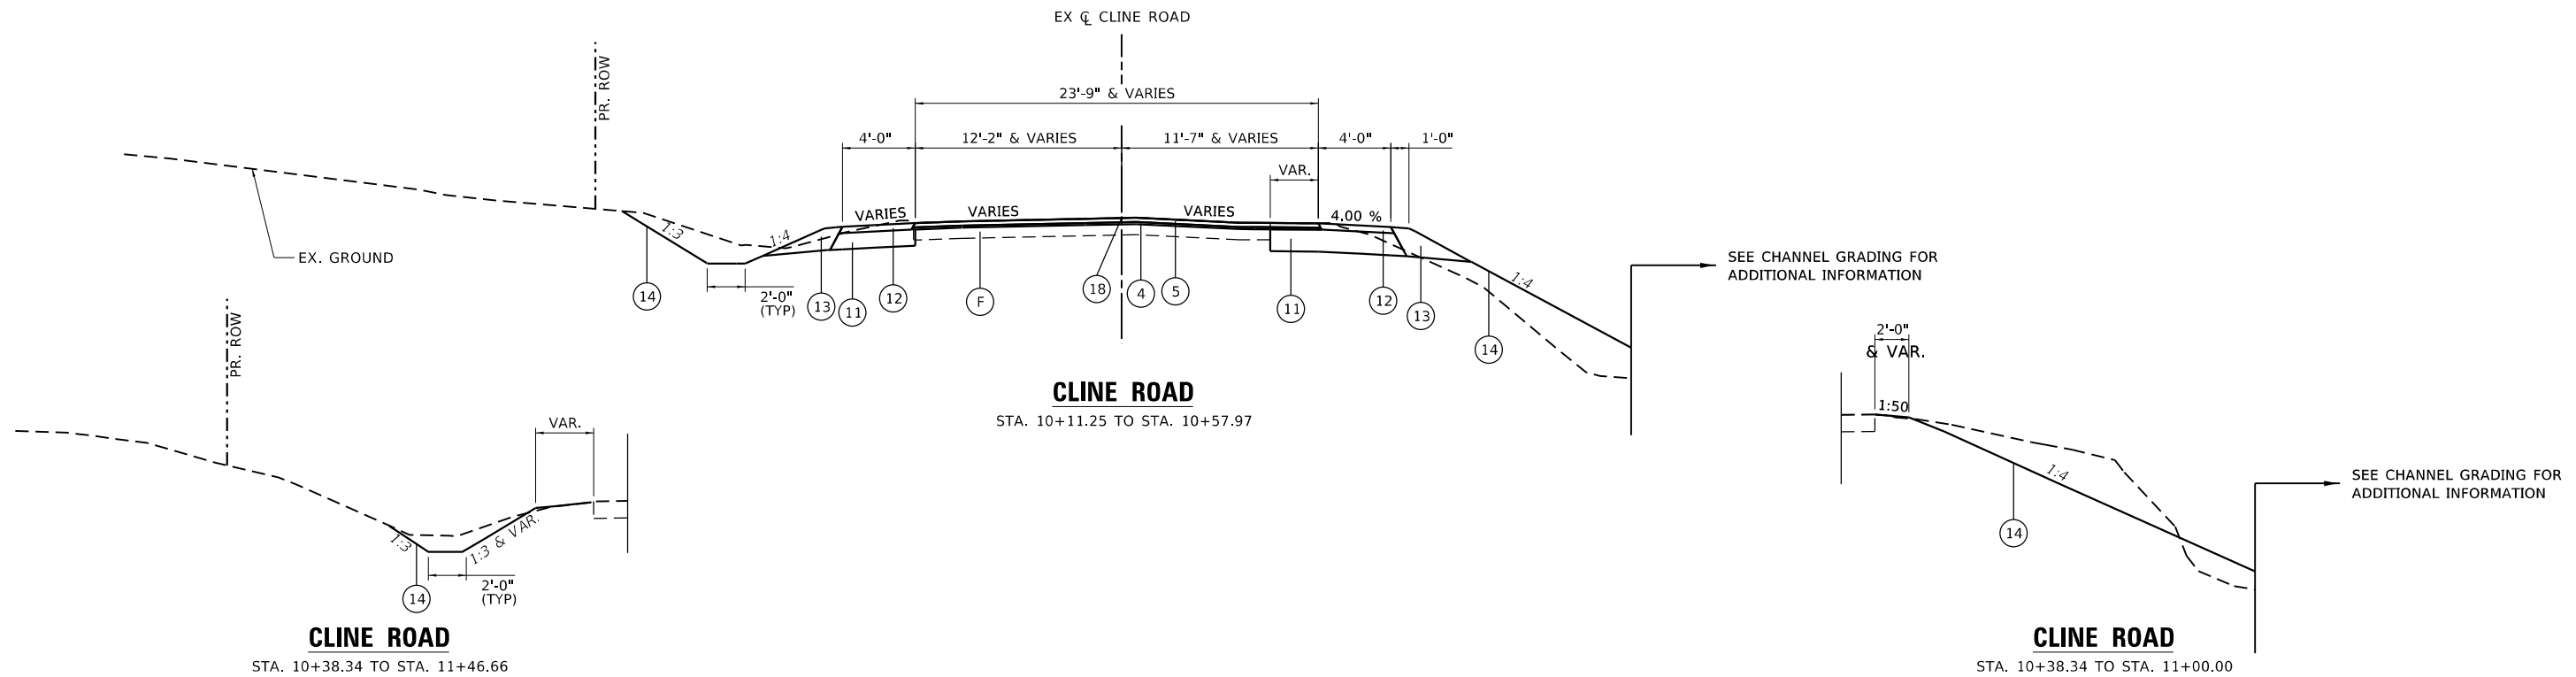 EX ℄ CLINE ROAD
PR. ROW
23'-9" & VARIES
4'-0"
12'-2" & VARIES
11'-7" & VARIES
4'-0"
1'-0"
VAR.
VARIES
VARIES
VARIES
4.00 %
1:3
1:4
1:4
EX. GROUND
SEE CHANNEL GRADING FOR
ADDITIONAL INFORMATION
14
2'-0"
(TYP)
13
11
12
F
18
4
5
11
12
13
14
CLINE ROAD
STA. 10+11.25 TO STA. 10+57.97
PR. ROW
VAR.
1:3
1:3 & VAR.
2'-0"
(TYP)
14
CLINE ROAD
STA. 10+38.34 TO STA. 11+46.66
2'-0"
& VAR.
1:50
1:4
SEE CHANNEL GRADING FOR
ADDITIONAL INFORMATION
14
CLINE ROAD
STA. 10+38.34 TO STA. 11+00.00